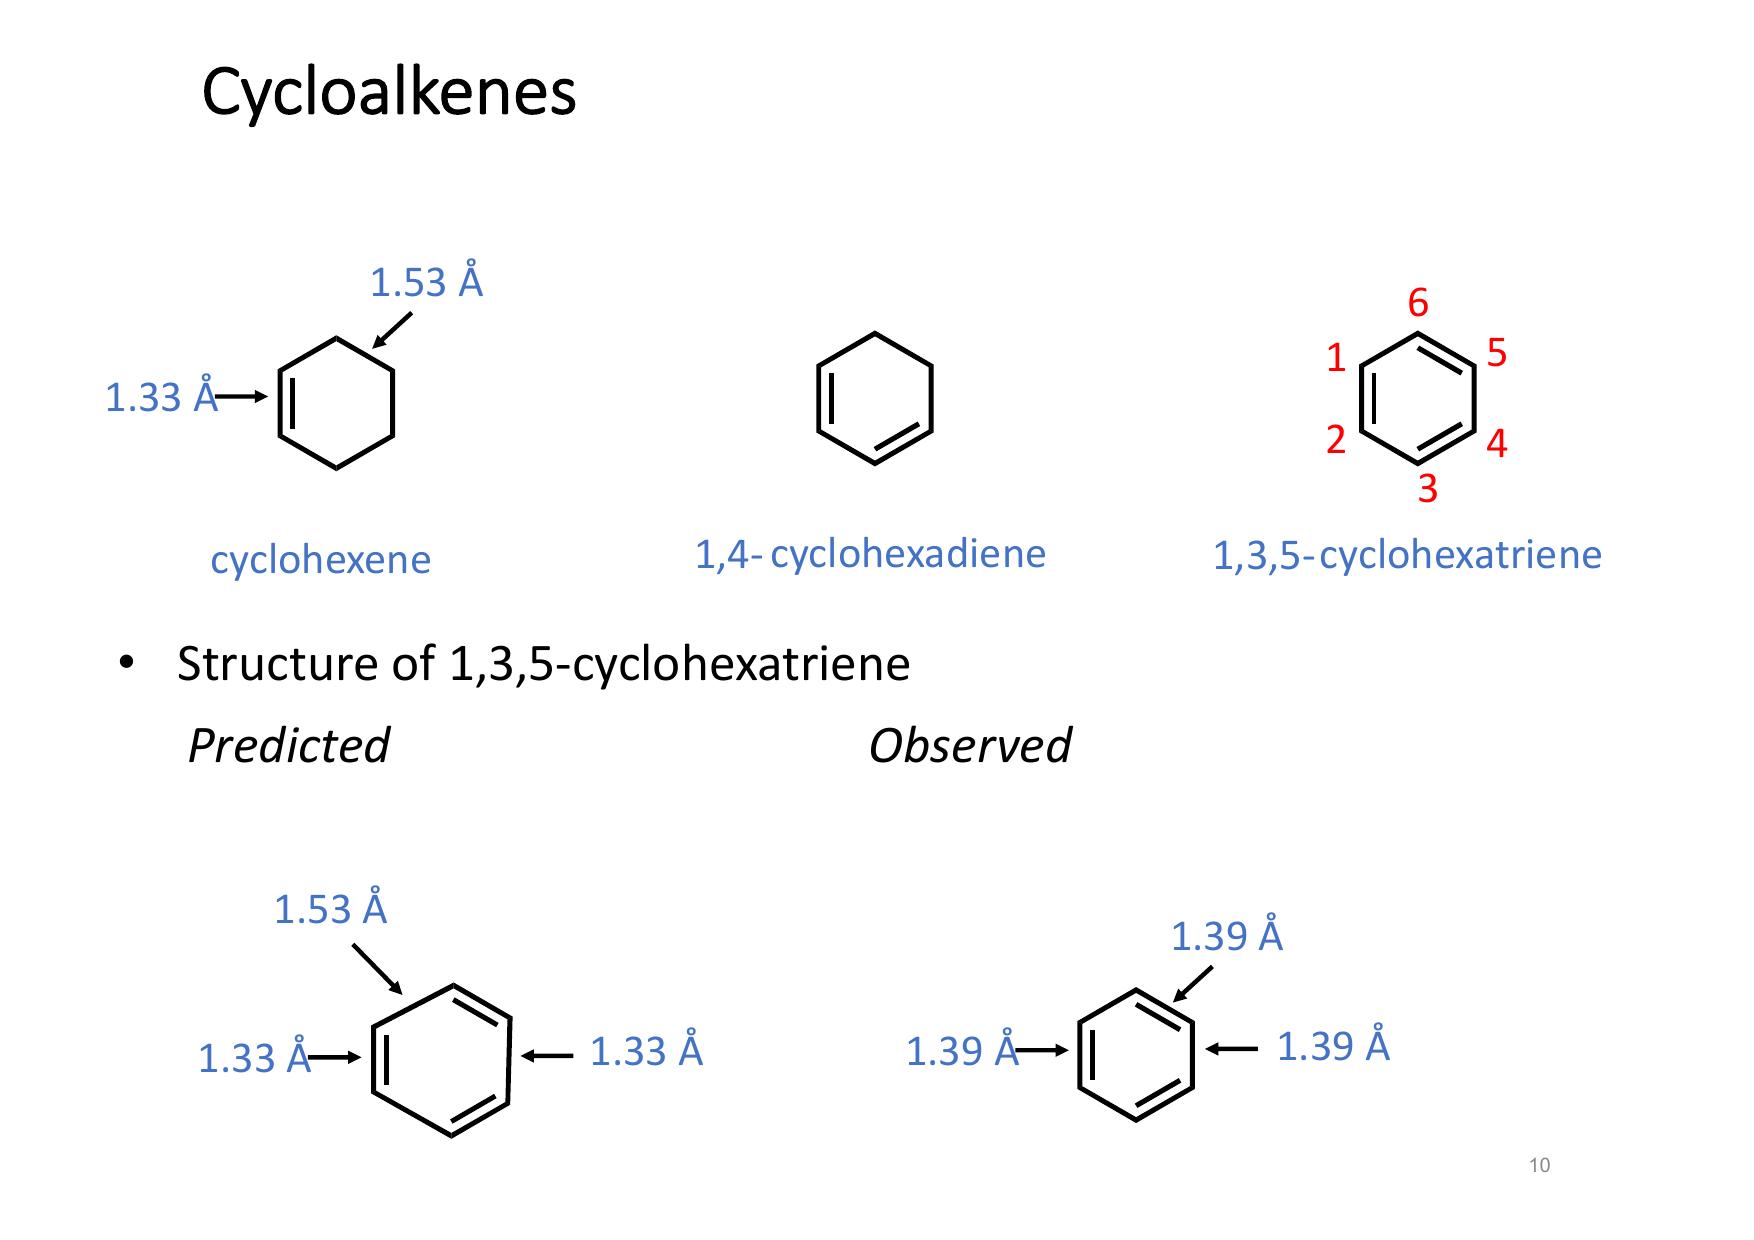 Cycloalkenes
1.53 Å
1.33 Å
6
1
5
2
4
3
cyclohexene
1,4- cyclohexadiene
1,3,5-cyclohexatriene
• Structure of 1,3,5-cyclohexatriene
Predicted
Observed
1.53 Å
1.39 Å
1.33 Å
1.33 Å
1.39 Å
1.39 Å
10